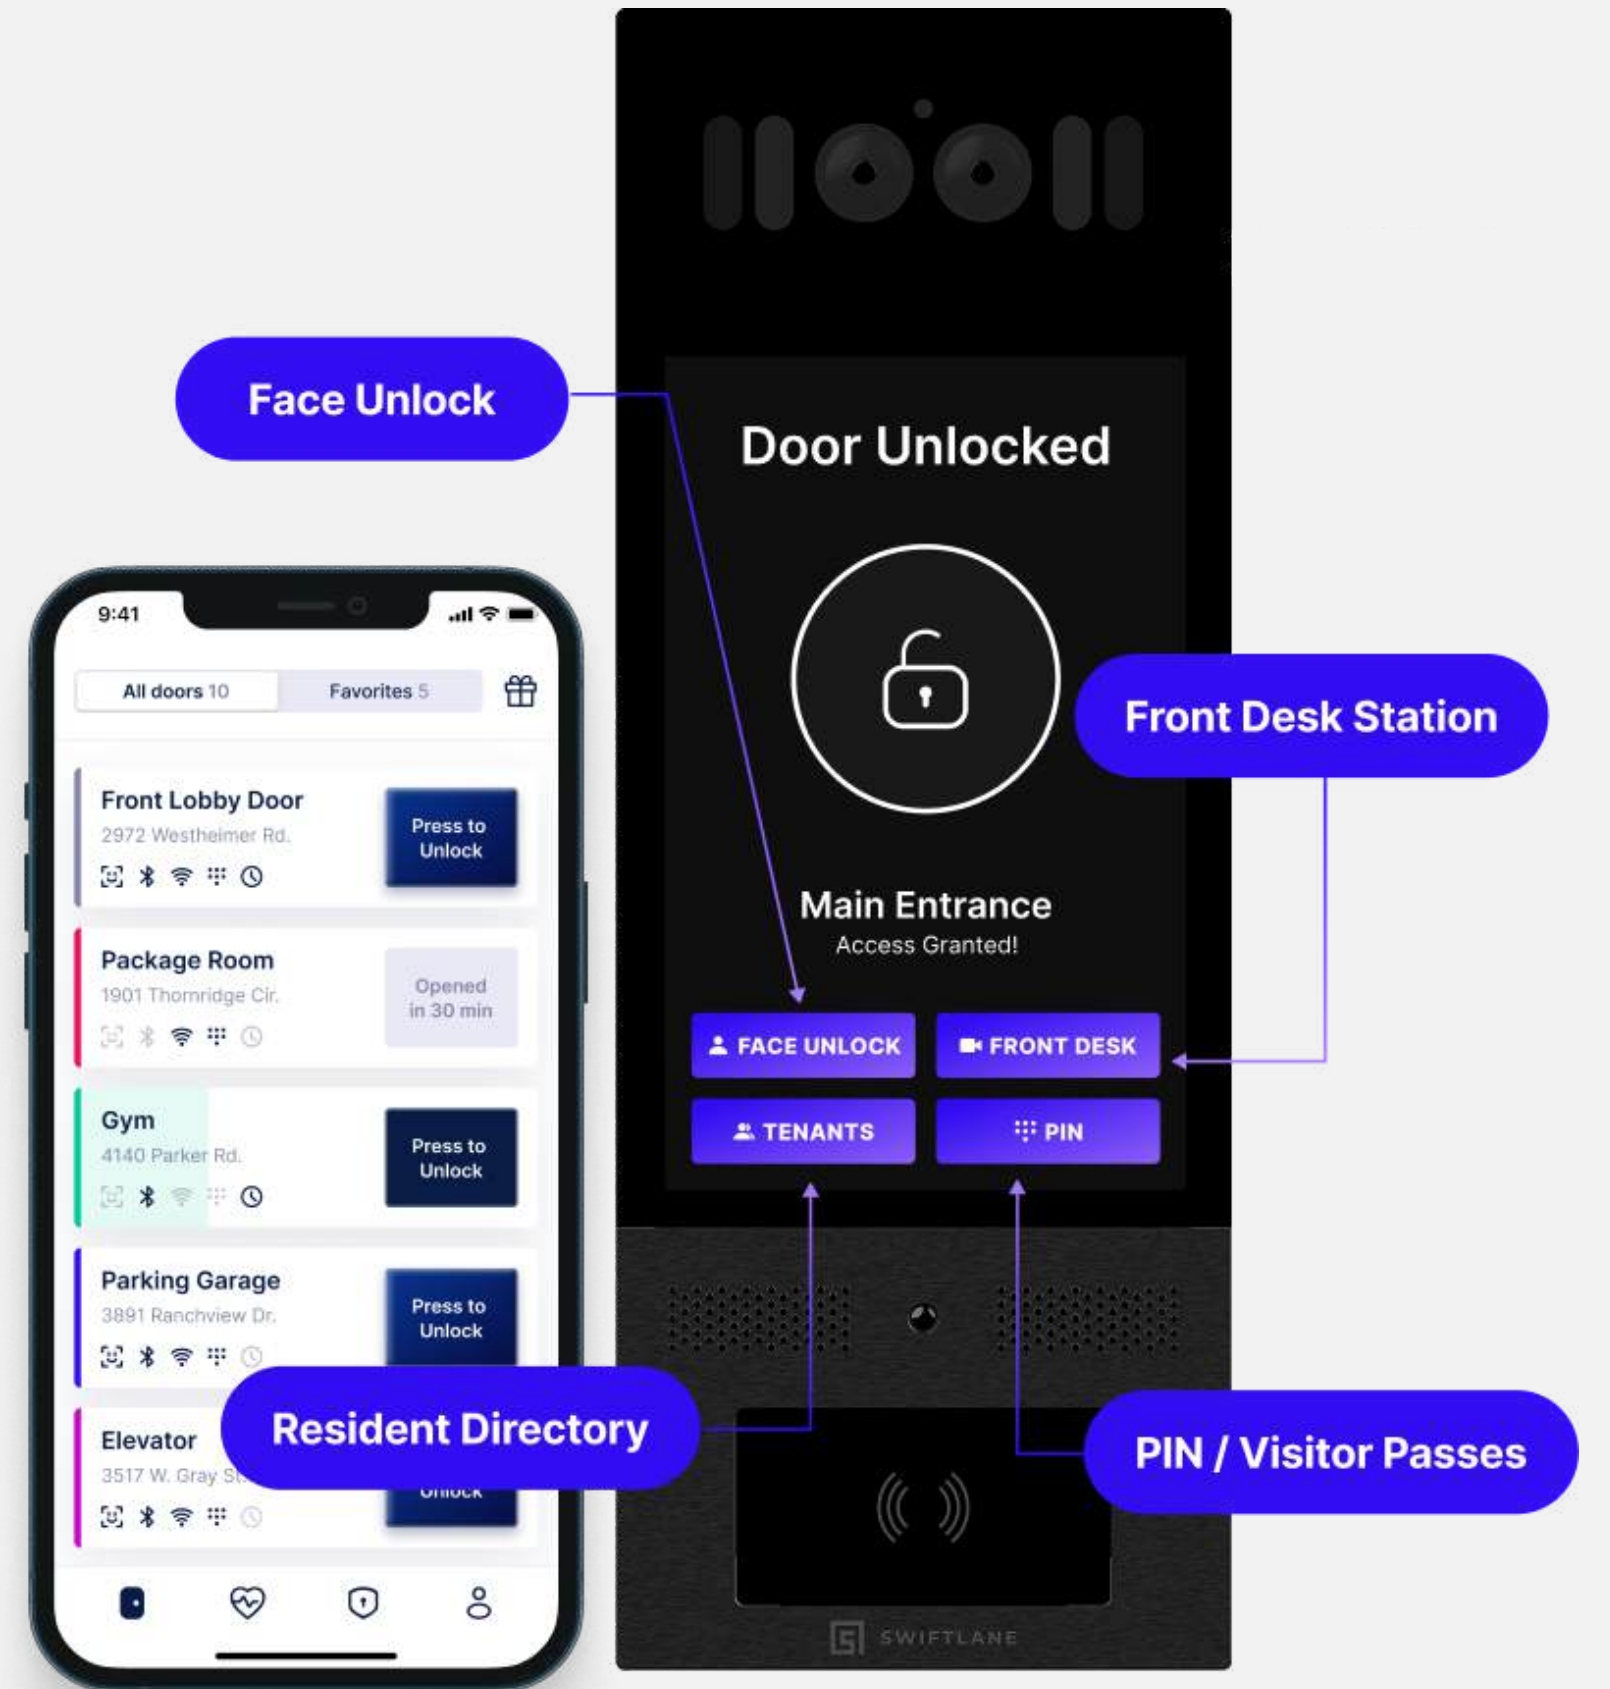 Face Unlock
Door Unlocked
Front Desk Station
Main Entrance
Access Granted!
FACE UNLOCK
FRONT DESK
TENANTS
PIN
Resident Directory
PIN / Visitor Passes
SWIFTLANE
9:41
All doors 10
Favorites 5
Front Lobby Door
2972 Westheimer Rd.
Press to
Unlock
Package Room
1901 Thornridge Cir.
Opened
in 30 min
Gym
4140 Parker Rd.
Press to
Unlock
Parking Garage
3891 Ranchview Dr.
Press to
Unlock
Elevator
3517 W. Gray
Unlock